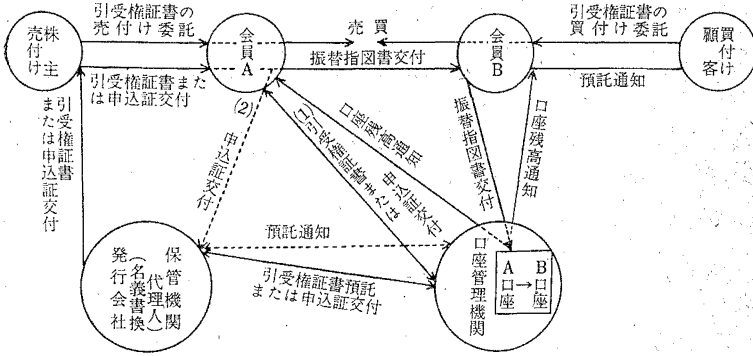 売付け株主
引受権証書の
売付け委託
引受権証書また
は申込証交付
会員A
売買
振替指図書交付
会員B
引受権証書の
買付け委託
預託通知
買付け顧客
引受権証書
または申込証交付
(2)
申込証交付
(1)引受権証書または
申込証交付
口座残高通知
振替指図書交付
口座残高通知
預託通知
引受権証書預託
または申込証交付
保管機関
(名義書換
代理人)
発行会社
口座管理機関
A口座→B口座